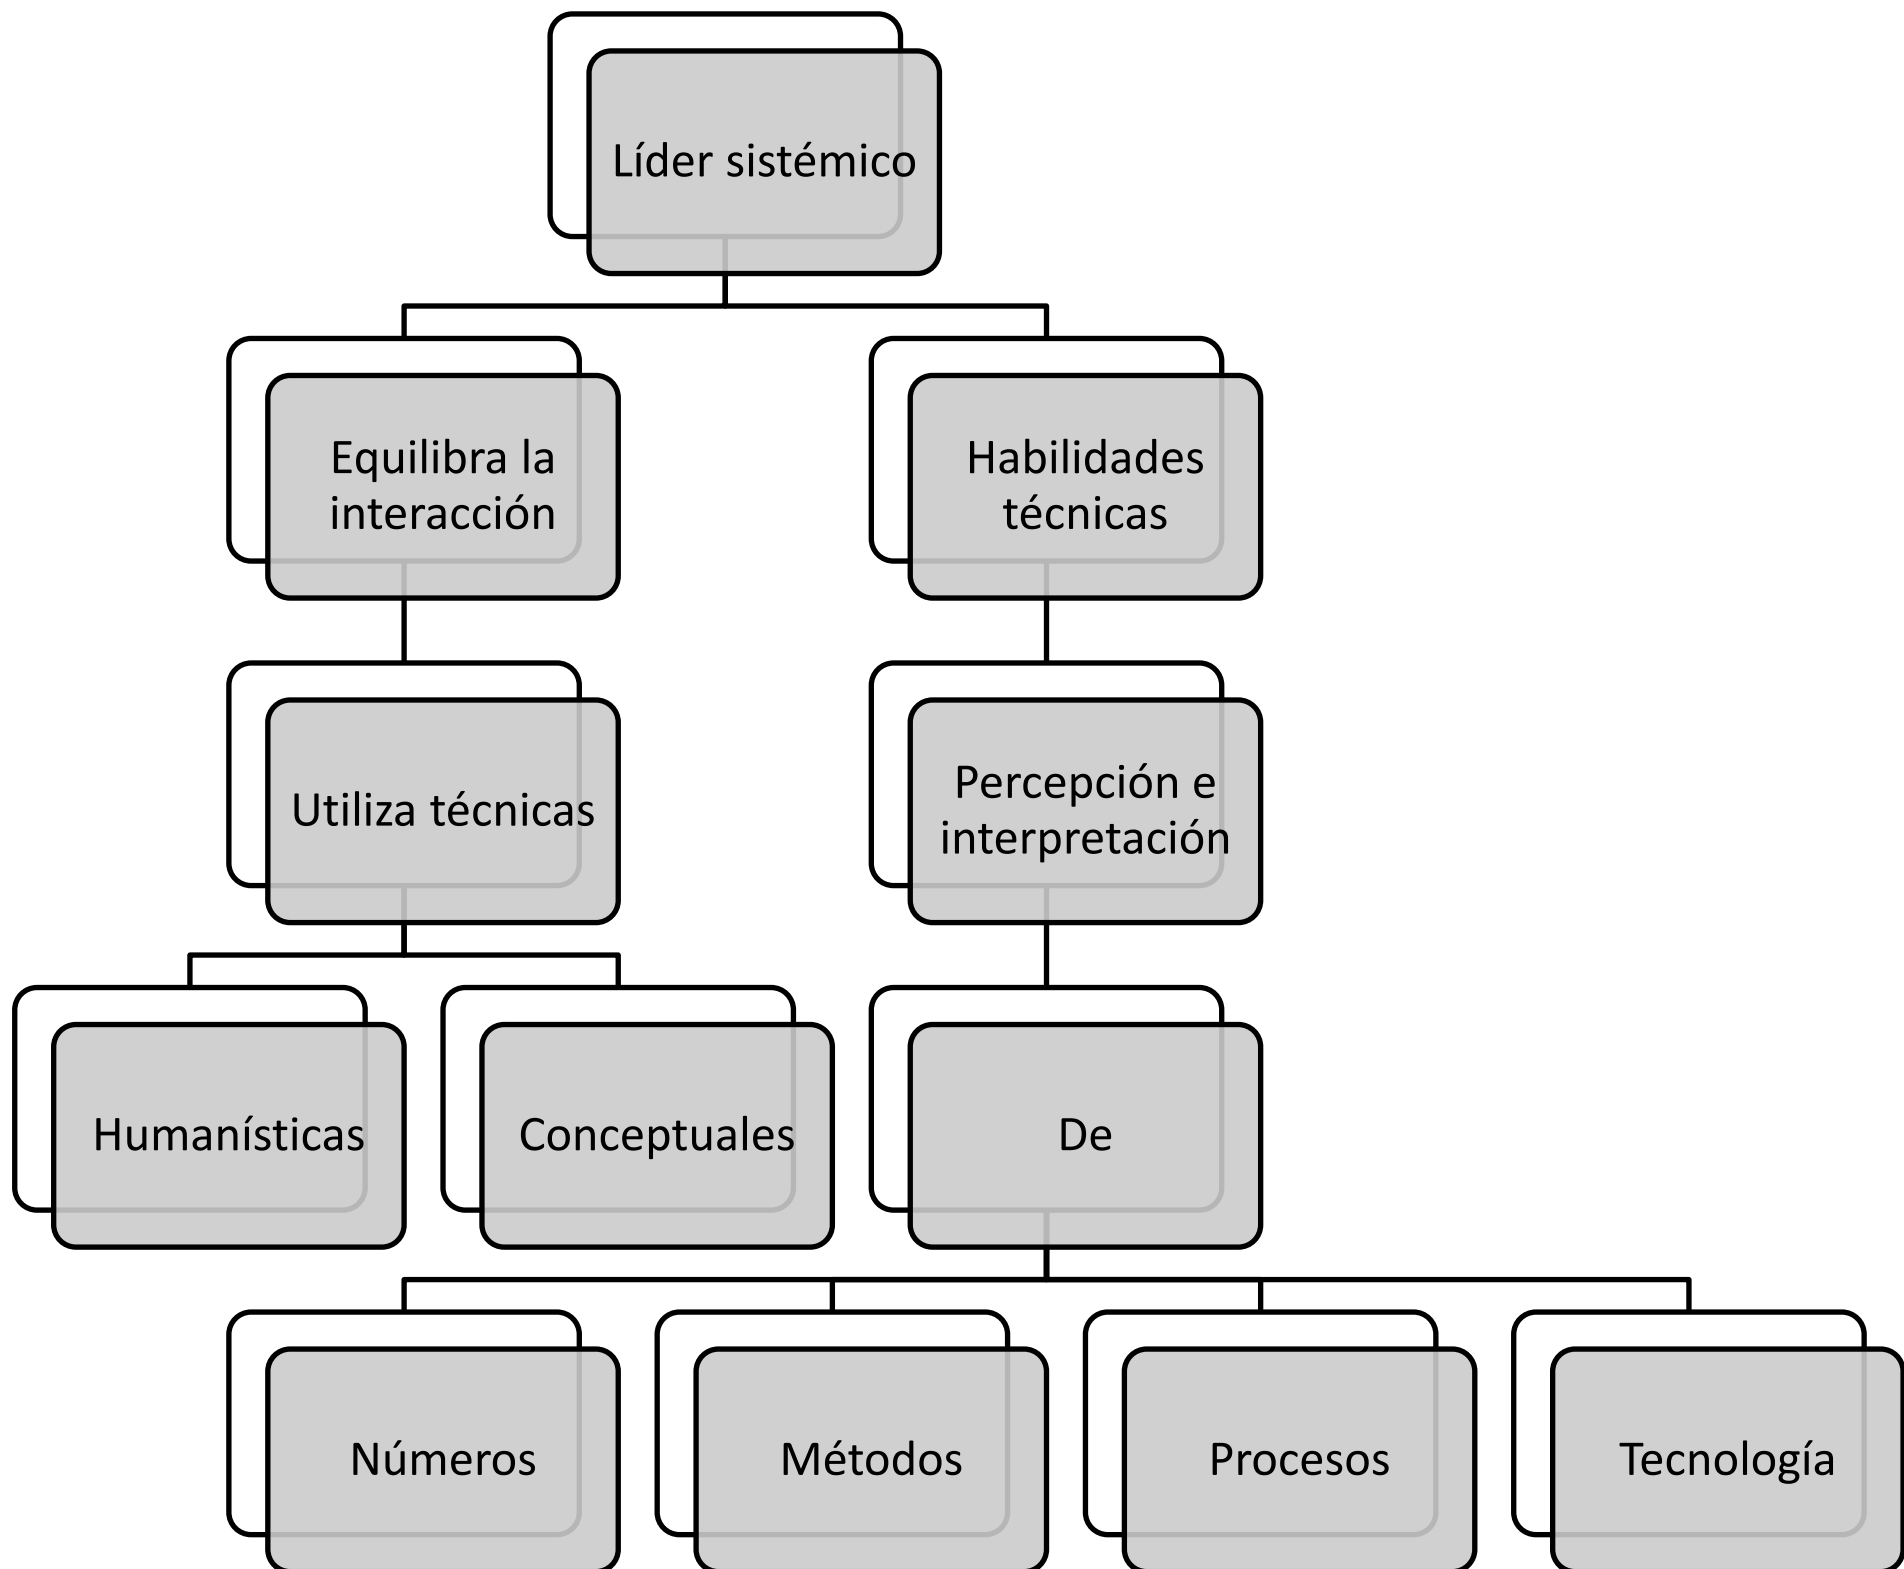 Líder sistémico
Equilibra la
interacción
Habilidades
técnicas
Utiliza técnicas
Percepción e
interpretación
Humanísticas
Conceptuales
De
Números
Métodos
Procesos
Tecnología